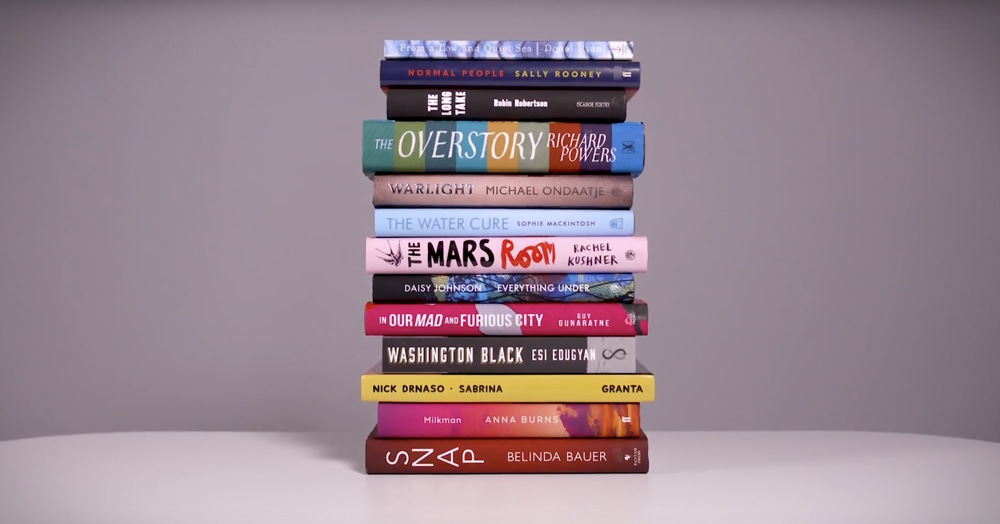 From a Low and Quiet Sea | Donal Ryan
NORMAL PEOPLE SALLY ROONEY
THE LONG TAKE Robin Robertson PICADOR POETRY
THE OVERSTORY RICHARD POWERS
WARLIGHT MICHAEL ONDAATJE
THE WATER CURE SOPHIE MACKINTOSH
THE MARS ROOM RACHEL KUSHNER
DAISY JOHNSON EVERYTHING UNDER
IN OUR MAD AND FURIOUS CITY GUY GUNARATNE
WASHINGTON BLACK ESI EDUGYAN
NICK DRNASO · SABRINA GRANTA
Milkman ANNA BURNS
SNAP BELINDA BAUER